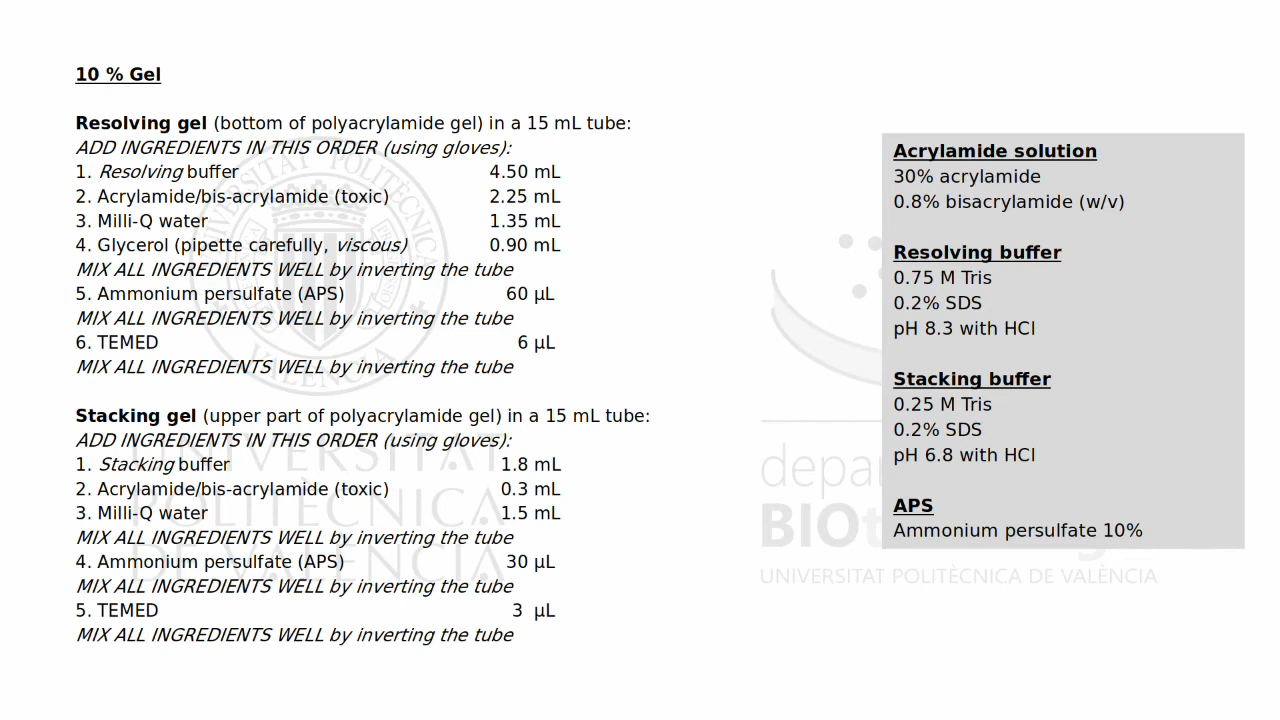 10 % Gel
Resolving gel (bottom of polyacrylamide gel) in a 15 mL tube:
ADD INGREDIENTS IN THIS ORDER (using gloves):
1. Resolving buffer 4.50 mL
2. Acrylamide/bis-acrylamide (toxic) 2.25 mL
3. Milli-Q water 1.35 mL
4. Glycerol (pipette carefully, viscous) 0.90 mL
MIX ALL INGREDIENTS WELL by inverting the tube
5. Ammonium persulfate (APS) 60 µL
MIX ALL INGREDIENTS WELL by inverting the tube
6. TEMED 6 µL
MIX ALL INGREDIENTS WELL by inverting the tube
Stacking gel (upper part of polyacrylamide gel) in a 15 mL tube:
ADD INGREDIENTS IN THIS ORDER (using gloves):
1. Stacking buffer 1.8 mL
2. Acrylamide/bis-acrylamide (toxic) 0.3 mL
3. Milli-Q water 1.5 mL
MIX ALL INGREDIENTS WELL by inverting the tube
4. Ammonium persulfate (APS) 30 µL
MIX ALL INGREDIENTS WELL by inverting the tube
5. TEMED 3 µL
MIX ALL INGREDIENTS WELL by inverting the tube
Acrylamide solution
30% acrylamide
0.8% bisacrylamide (w/v)
Resolving buffer
0.75 M Tris
0.2% SDS
pH 8.3 with HCl
Stacking buffer
0.25 M Tris
0.2% SDS
pH 6.8 with HCl
APS
Ammonium persulfate 10%
UNIVERSITAT POLITÈCNICA
VALÈNCIA
UNIVERSITAT
POLITÈCNICA
DE VALÈNCIA
UNIVERSITAT POLITÈCNICA DE VALÈNCIA